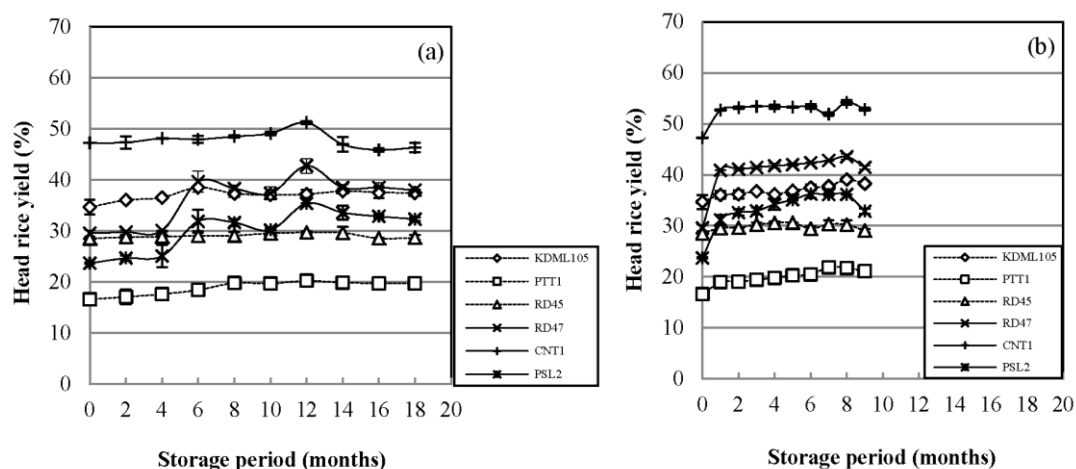 (a)
Head rice yield (%)
70
60
50
40
30
20
10
0
0 2 4 6 8 10 12 14 16 18 20
Storage period (months)
KDML105
PTT1
RD45
RD47
CNT1
PSL2
(b)
Head rice yield (%)
70
60
50
40
30
20
10
0
0 2 4 6 8 10 12 14 16 18 20
Storage period (months)
KDML105
PTT1
RD45
RD47
CNT1
PSL2